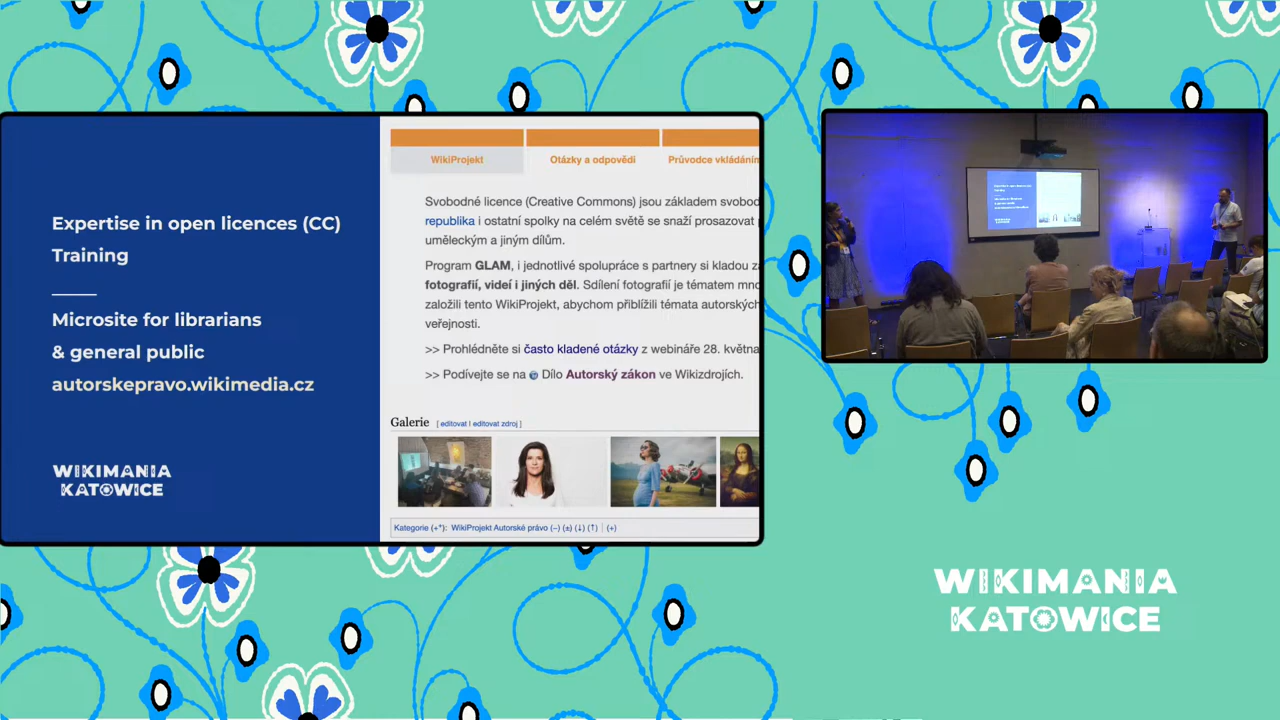 Expertise in open licences (CC)
Training
Microsite for librarians
& general public
autorskepravo.wikimedia.cz
WIKIMANIA
KATOWICE
WikiProjekt
Otázky a odpovědi
Průvodce vkládáním
Svobodné licence (Creative Commons) jsou základem svobod
republika i ostatní spolky na celém světě se snaží prosazovat
uměleckým a jiným dílům.
Program GLAM, i jednotlivé spolupráce s partnery si kladou
fotografií, videí i jiných děl. Sdílení fotografií je tématem
založili tento WikiProjekt, abychom přiblížili témata autorských
veřejnosti.
>> Prohlédněte si často kladené otázky z webináře 28. května
>> Podívejte se na Dílo Autorský zákon ve Wikizdrojích.
Galerie [ editovat | editovat zdroj ]
Kategorie (+⁺): WikiProjekt Autorské právo (−) (±) (↓) (↑) | (+)
WIKIMANIA
KATOWICE